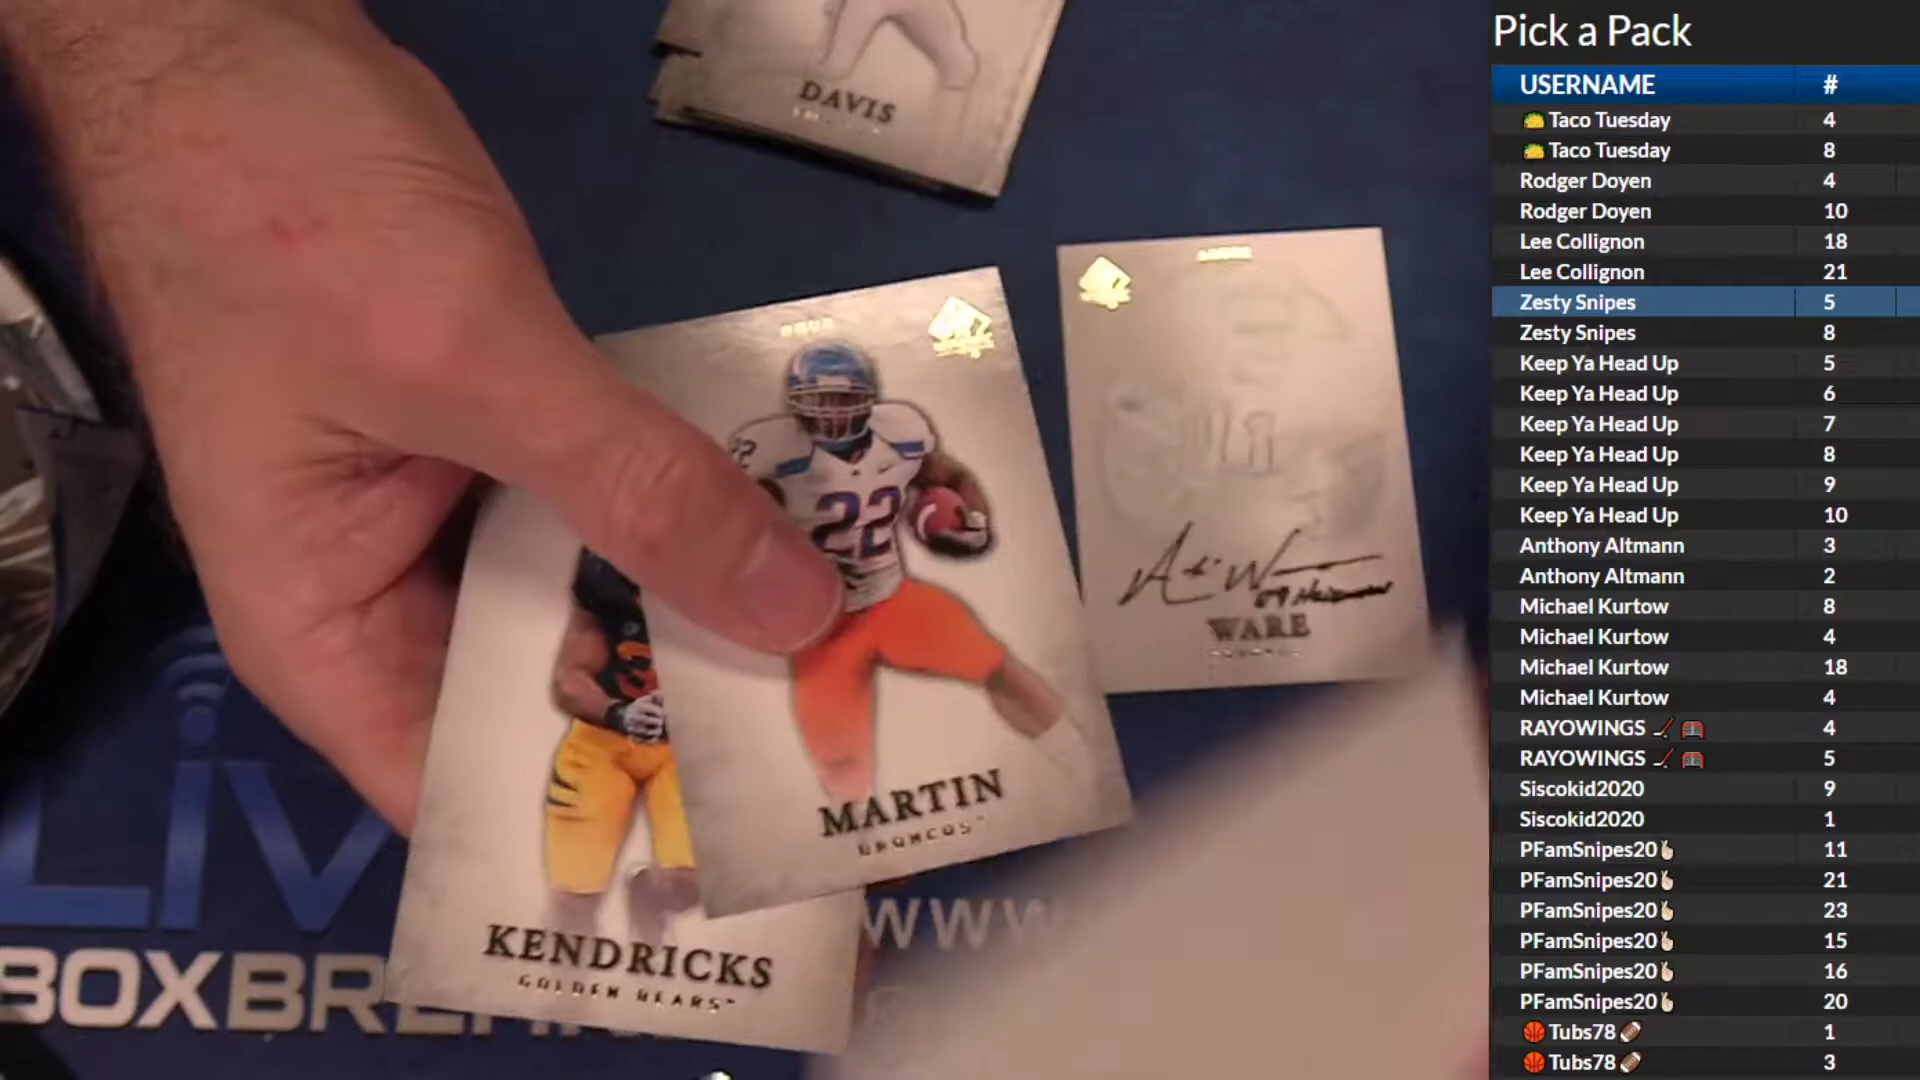 DAVIS
22
MARTIN
BRONCOS
WARE
KENDRICKS
GOLDEN BEARS
LIV
WWW
BOXBR
Pick a Pack
USERNAME #
Taco Tuesday 4
Taco Tuesday 8
Rodger Doyen 4
Rodger Doyen 10
Lee Collignon 18
Lee Collignon 21
Zesty Snipes 5
Zesty Snipes 8
Keep Ya Head Up 5
Keep Ya Head Up 6
Keep Ya Head Up 7
Keep Ya Head Up 8
Keep Ya Head Up 9
Keep Ya Head Up 10
Anthony Altmann 3
Anthony Altmann 2
Michael Kurtow 8
Michael Kurtow 4
Michael Kurtow 18
Michael Kurtow 4
RAYOWINGS 4
RAYOWINGS 5
Siscokid2020 9
Siscokid2020 1
PFamSnipes20 11
PFamSnipes20 21
PFamSnipes20 23
PFamSnipes20 15
PFamSnipes20 16
PFamSnipes20 20
Tubs78 1
Tubs78 3